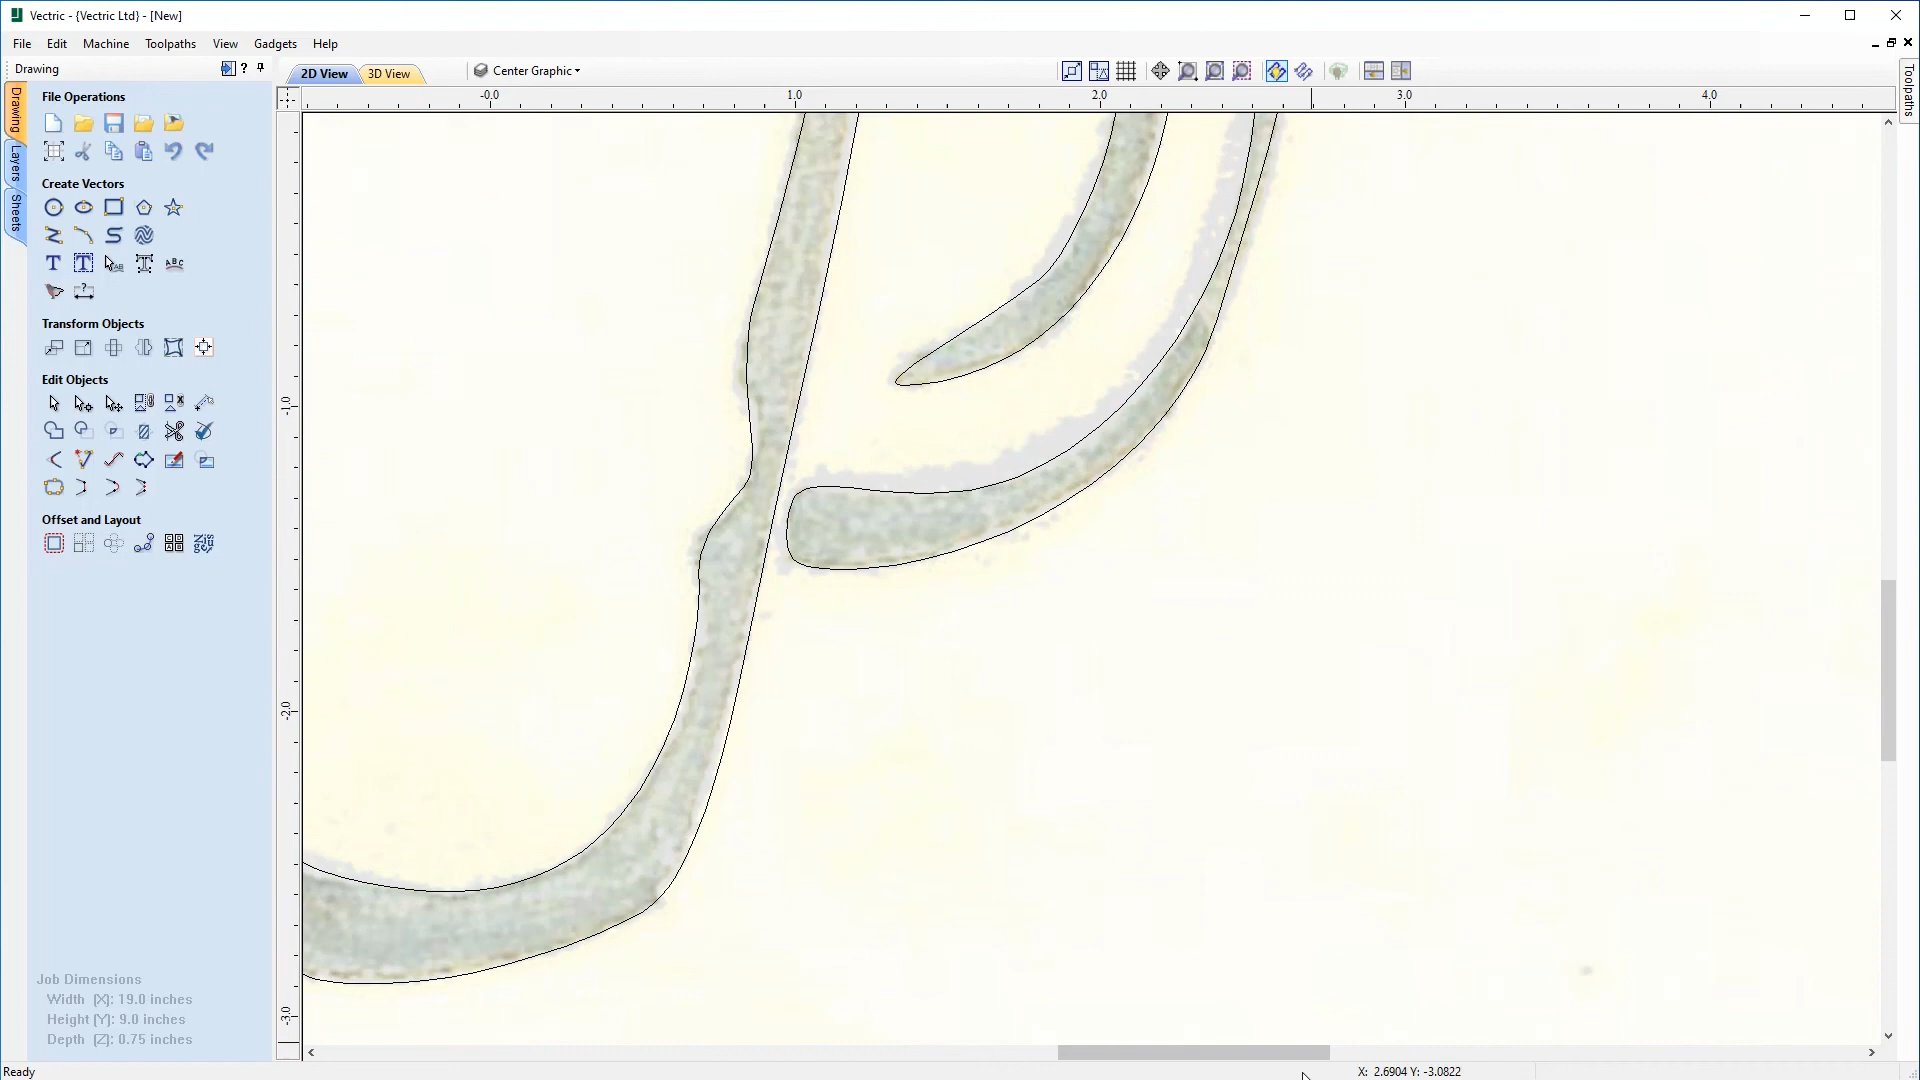 Vectric - {Vectric Ltd} - [New]
File Edit Machine Toolpaths View Gadgets Help
Drawing ?
2D View 3D View Center Graphic
Toolpaths
-0.0 1.0 2.0 3.0 4.0
Drawing
Layers
Sheets
File Operations
Create Vectors
Transform Objects
Edit Objects
Offset and Layout
-1.0
-2.0
-3.0
Job Dimensions
Width (X): 19.0 inches
Height (Y): 9.0 inches
Depth (Z): 0.75 inches
Ready X: 2.6904 Y: -3.0822